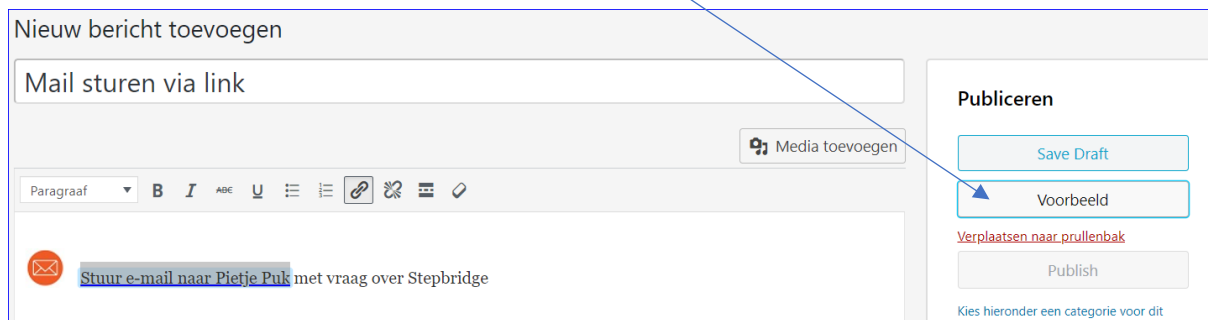 Nieuw bericht toevoegen
Mail sturen via link
Media toevoegen
Paragraaf B I ABC U
Stuur e-mail naar Pietje Puk met vraag over Stepbridge
Publiceren
Save Draft
Voorbeeld
Verplaatsen naar prullenbak
Publish
Kies hieronder een categorie voor dit